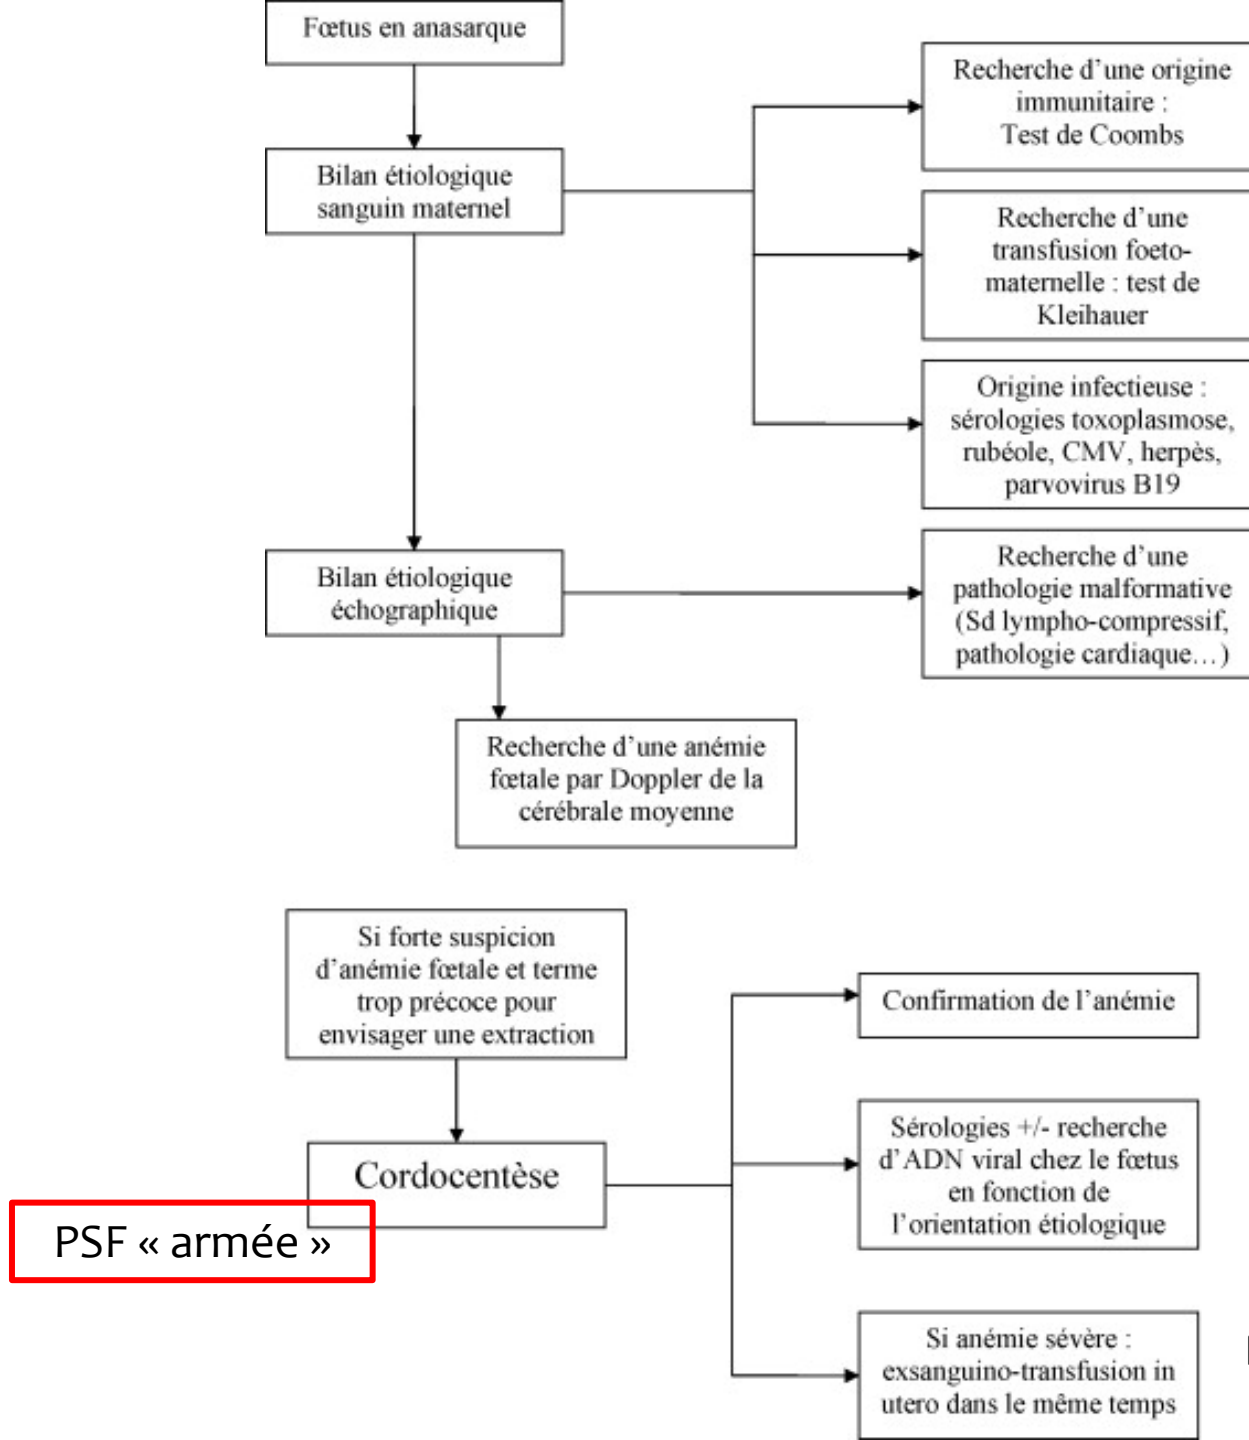 Fœtus en anasarque
Bilan étiologique
sanguin maternel
Recherche d'une origine
immunitaire :
Test de Coombs
Recherche d'une
transfusion foeto-
maternelle : test de
Kleihauer
Origine infectieuse :
sérologies toxoplasmose,
rubéole, CMV, herpès,
parvovirus B19
Bilan étiologique
échographique
Recherche d'une
pathologie malformative
(Sd lympho-compressif,
pathologie cardiaque…)
Recherche d'une anémie
fœtale par Doppler de la
cérébrale moyenne
Si forte suspicion
d'anémie fœtale et terme
trop précoce pour
envisager une extraction
Cordocentèse
PSF « armée »
Confirmation de l'anémie
Sérologies +/- recherche
d'ADN viral chez le fœtus
en fonction de
l'orientation étiologique
Si anémie sévère :
exsanguino-transfusion in
utero dans le même temps